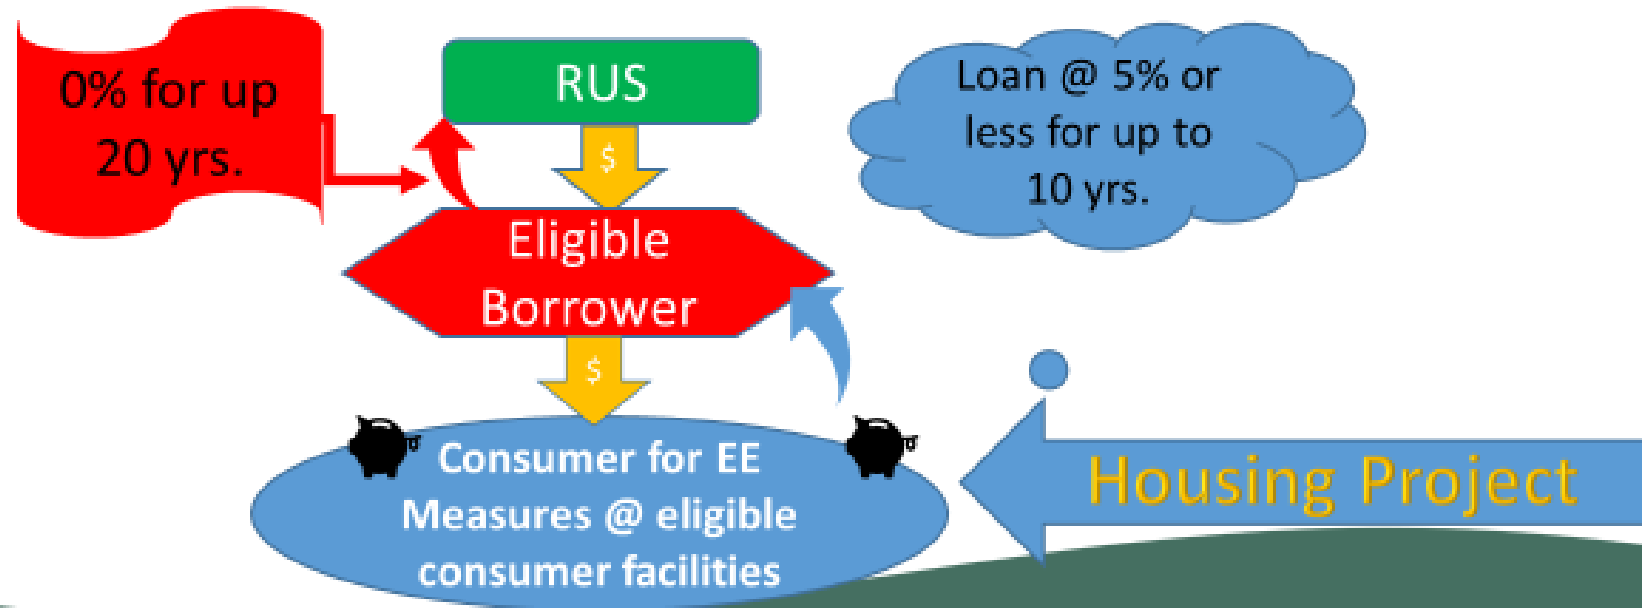 0% for up
20 yrs.
RUS
Loan @ 5% or
less for up to
10 yrs.
$
Eligible
Borrower
$
Consumer for EE
Measures @ eligible
consumer facilities
Housing Project